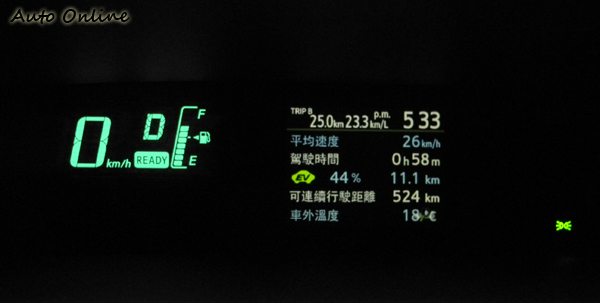 Auto Online
0 km/h
D
READY
F
E
TRIP B 25.0km 23.3km/L p.m. 5 33
平均速度 26km/h
駕駛時間 0h58m
EV 44% 11.1 km
可連續行駛距離 524 km
車外溫度 18 ℃